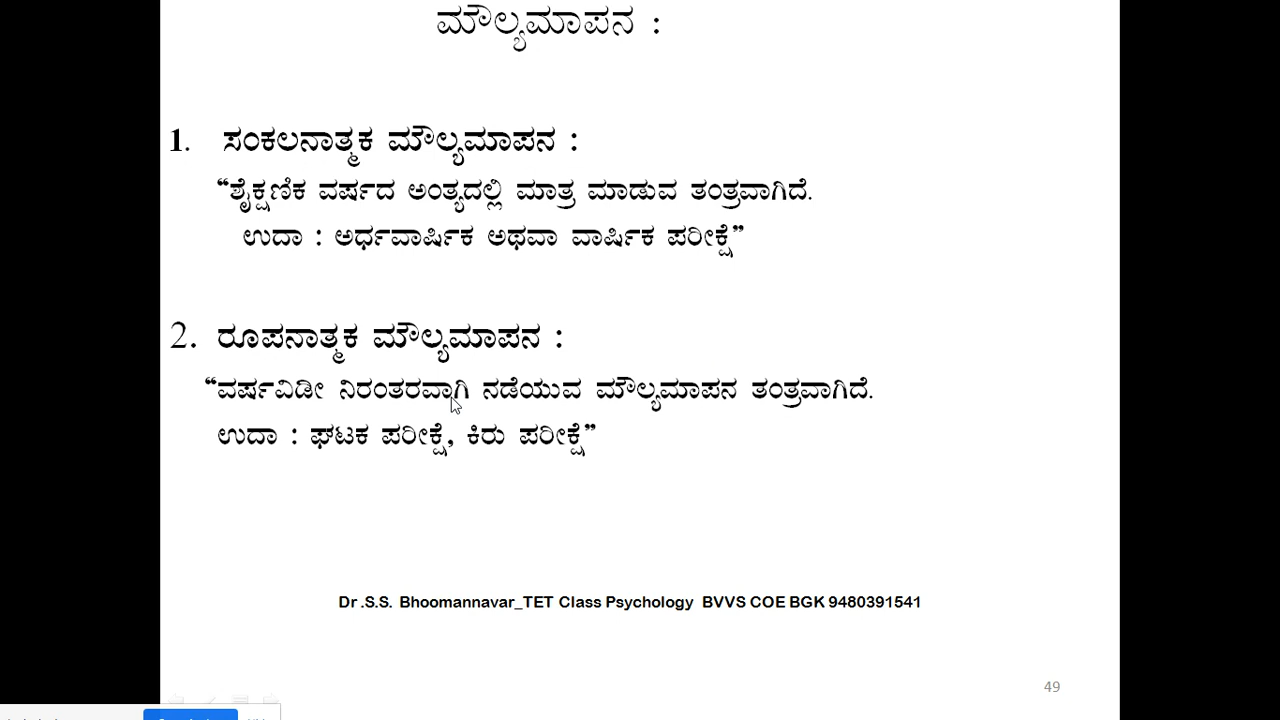 ಮೌಲ್ಯಮಾಪನ :
1. ಸಂಕಲನಾತ್ಮಕ ಮೌಲ್ಯಮಾಪನ :
“ಶೈಕ್ಷಣಿಕ ವರ್ಷದ ಅಂತ್ಯದಲ್ಲಿ ಮಾತ್ರ ಮಾಡುವ ತಂತ್ರವಾಗಿದೆ.
ಉದಾ : ಅರ್ಧವಾರ್ಷಿಕ ಅಥವಾ ವಾರ್ಷಿಕ ಪರೀಕ್ಷೆ”
2. ರೂಪನಾತ್ಮಕ ಮೌಲ್ಯಮಾಪನ :
“ವರ್ಷವಿಡೀ ನಿರಂತರವಾಗಿ ನಡೆಯುವ ಮೌಲ್ಯಮಾಪನ ತಂತ್ರವಾಗಿದೆ.
ಉದಾ : ಘಟಕ ಪರೀಕ್ಷೆ, ಕಿರು ಪರೀಕ್ಷೆ”
Dr .S.S. Bhoomannavar_TET Class Psychology BVVS COE BGK 9480391541
49